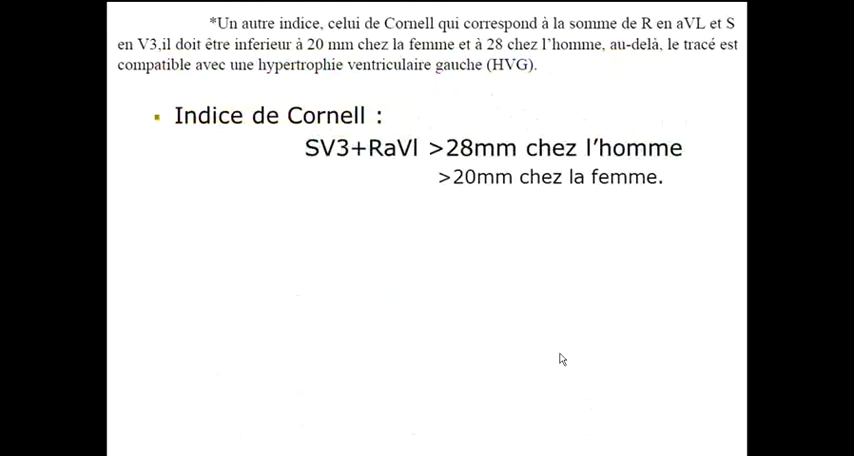 *Un autre indice, celui de Cornell qui correspond à la somme de R en aVL et S
en V3,il doit être inferieur à 20 mm chez la femme et à 28 chez l'homme, au-delà, le tracé est
compatible avec une hypertrophie ventriculaire gauche (HVG).
▪ Indice de Cornell :
SV3+RaVl >28mm chez l'homme
>20mm chez la femme.